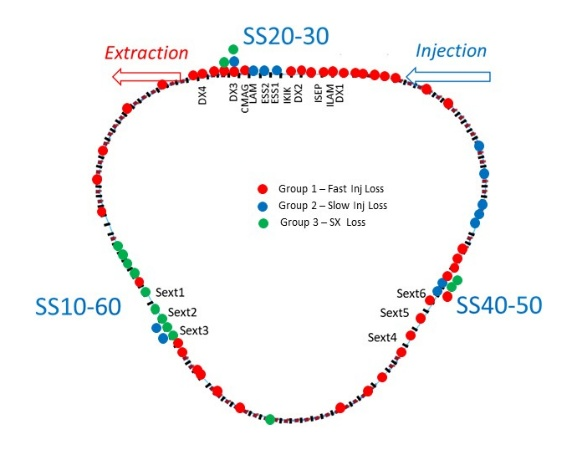 SS20-30
Extraction
Injection
DX4
DX3
CMAG
LAM
ESS2
ESS1
IKIK
DX2
ISEP
ILAM
DX1
Group 1 – Fast Inj Loss
Group 2 – Slow Inj Loss
Group 3 – SX Loss
Sext1
Sext6
SS10-60
SS40-50
Sext2
Sext5
Sext3
Sext4